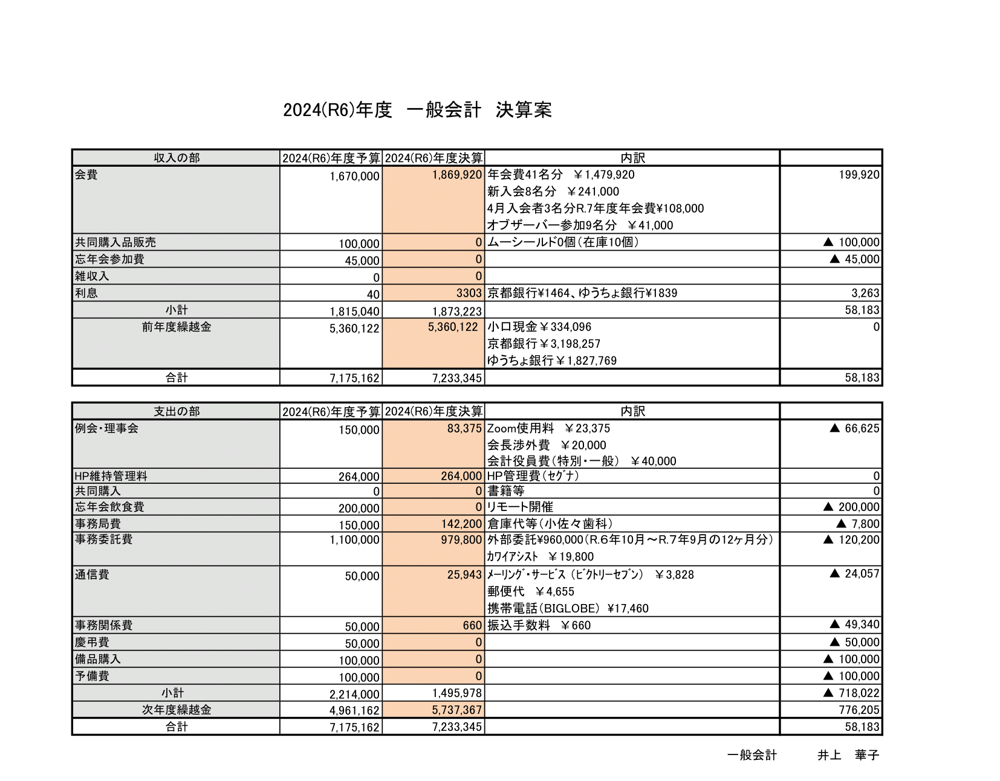 2024(R6)年度　一般会計　決算案
収入の部 2024(R6)年度予算 2024(R6)年度決算 内訳
会費 1,670,000 1,869,920 年会費41名分　￥1,479,920 199,920
新入会8名分　￥241,000
4月入会者3名分R.7年度年会費¥108,000
オブザーバー参加9名分　￥41,000
共同購入品販売 100,000 0 ムーシールド0個（在庫10個） ▲ 100,000
忘年会参加費 45,000 0 ▲ 45,000
雑収入 0 0
利息 40 3303 京都銀行¥1464、ゆうちょ銀行¥1839 3,263
小計 1,815,040 1,873,223 58,183
前年度繰越金 5,360,122 5,360,122 小口現金￥334,096 0
京都銀行￥3,198,257
ゆうちょ銀行￥1,827,769
合計 7,175,162 7,233,345 58,183
支出の部 2024(R6)年度予算 2024(R6)年度決算 内訳
例会・理事会 150,000 83,375 Zoom使用料　￥23,375 ▲ 66,625
会長渉外費　￥20,000
会計役員費（特別・一般）　￥40,000
HP維持管理料 264,000 264,000 HP管理費（ｾｸﾞﾅ） 0
共同購入 0 0 書籍等 0
忘年会飲食費 200,000 0 リモート開催 ▲ 200,000
事務局費 150,000 142,200 倉庫代等（小佐々歯科） ▲ 7,800
事務委託費 1,100,000 979,800 外部委託¥960,000（R.6年10月～R.7年9月の12ヶ月分） ▲ 120,200
ｶﾜｲｱｼｽﾄ　￥19,800
通信費 50,000 25,943 ﾒｰﾘﾝｸﾞ・ｻｰﾋﾞｽ（ﾋﾞｸﾄﾘｰｾﾌﾞﾝ）　￥3,828 ▲ 24,057
郵便代　￥4,655
携帯電話（BIGLOBE）¥17,460
事務関係費 50,000 660 振込手数料　￥660 ▲ 49,340
慶弔費 50,000 0 ▲ 50,000
備品購入 100,000 0 ▲ 100,000
予備費 100,000 0 ▲ 100,000
小計 2,214,000 1,495,978 ▲ 718,022
次年度繰越金 4,961,162 5,737,367 776,205
合計 7,175,162 7,233,345 58,183
一般会計　　　井上　華子